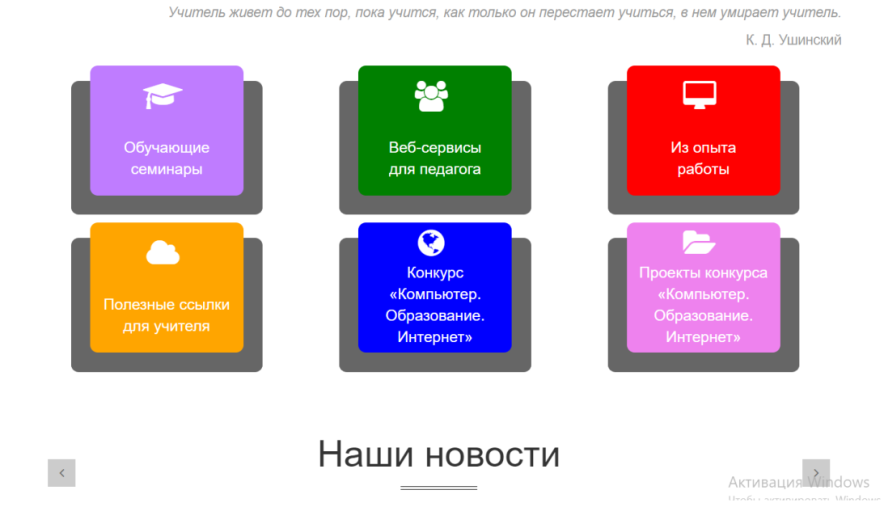 Учитель живет до тех пор, пока учится, как только он перестает учиться, в нем умирает учитель.
К. Д. Ушинский
Обучающие
семинары
Веб-сервисы
для педагога
Из опыта
работы
Полезные ссылки
для учителя
Конкурс
«Компьютер.
Образование.
Интернет»
Проекты конкурса
«Компьютер.
Образование.
Интернет»
Наши новости
Активация Windows